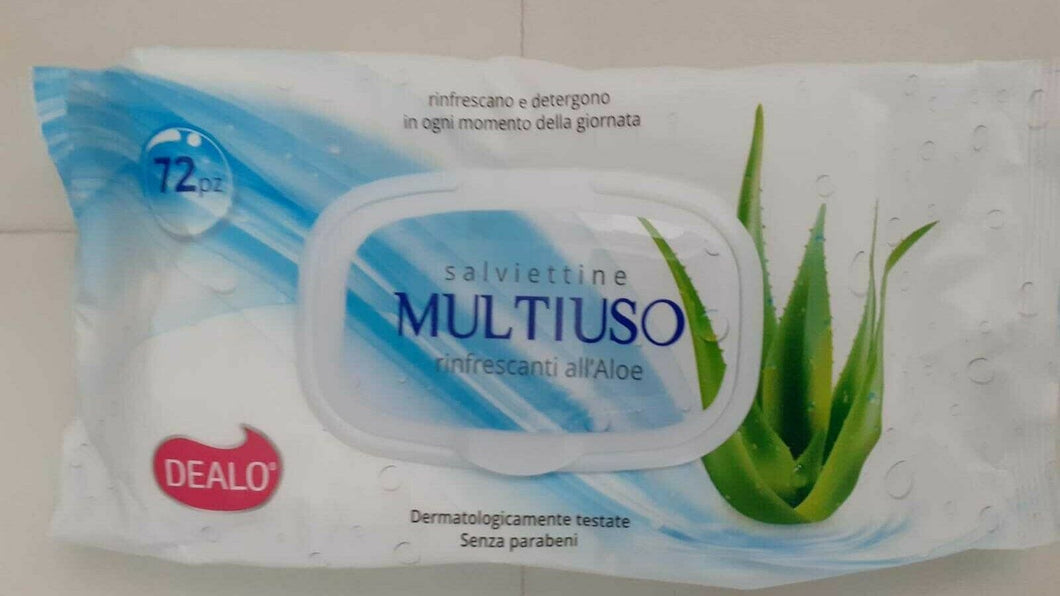 rinfrescano e detergono
in ogni momento della giornata
72pz
salviettine
MULTIUSO
rinfrescanti all'Aloe
DEALO®
Dermatologicamente testate
Senza parabeni